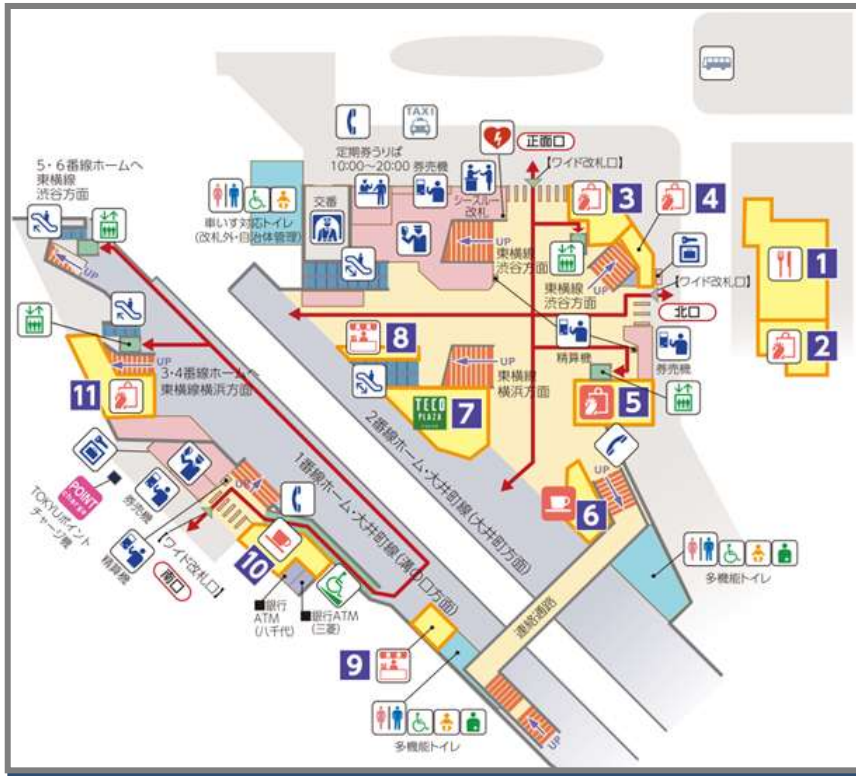 TAXI
定期券うりば
10:00～20:00
券売機
正面口
【ワイド改札口】
シースルー
改札
交番
車いす対応トイレ
(改札外・自治体管理)
5・6番線ホームへ
東横線
渋谷方面
UP
3
4
UP
東横線
渋谷方面
東横線
渋谷方面
UP
【ワイド改札口】
北口
1
2
8
精算機
券売機
UP
3・4番線ホームへ
東横線横浜方面
11
UP
東横線
横浜方面
TECO
PLAZA
7
5
2番線ホーム・大井町線(大井町方面)
1番線ホーム・大井町線(溝の口方面)
UP
6
UP
POINT
charge
TOKYUポイント
チャージ機
券売機
精算機
【ワイド改札口】
南口
10
■銀行
ATM
(八千代)
■銀行ATM
(三菱)
連絡通路
多機能トイレ
9
多機能トイレ
UP